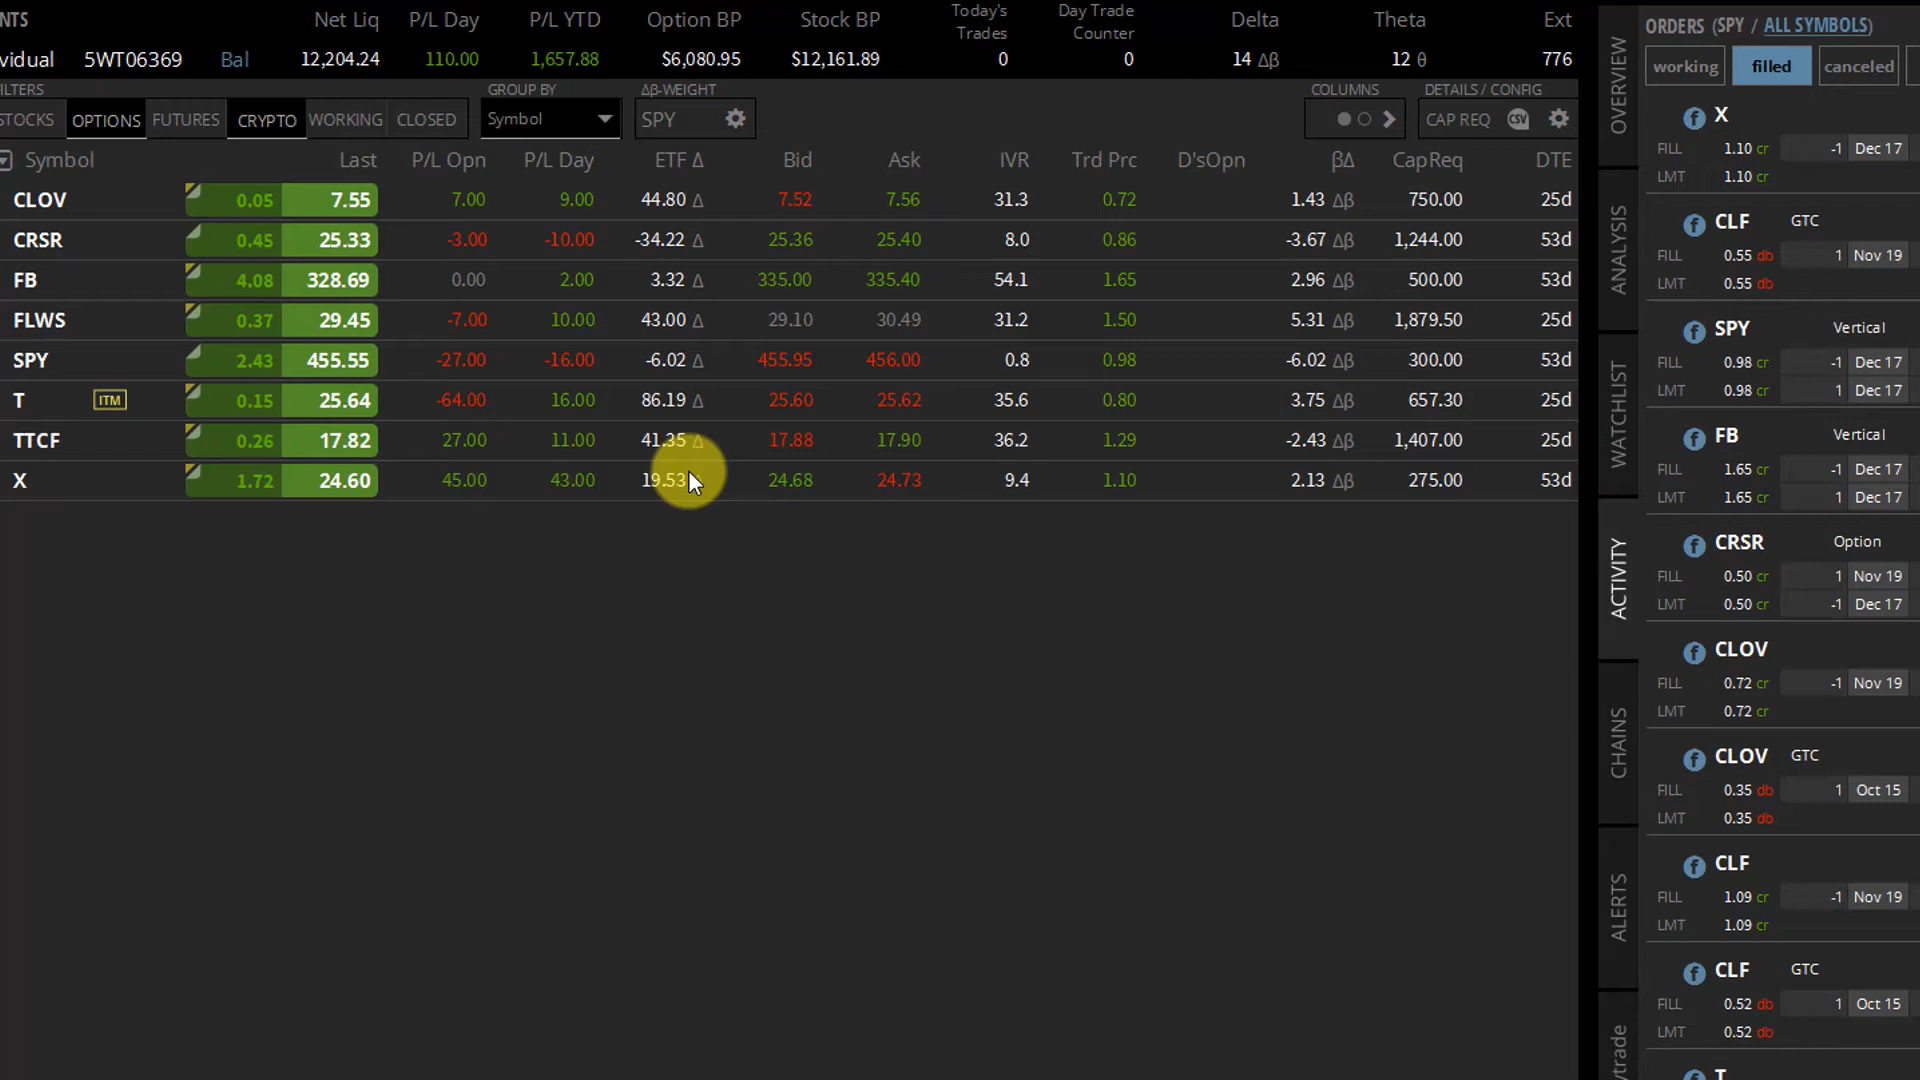 NTS Net Liq P/L Day P/L YTD Option BP Stock BP Today's Trades Day Trade Counter Delta Theta Ext
vidual 5WT06369 Bal 12,204.24 110.00 1,657.88 $6,080.95 $12,161.89 0 0 14 Δβ 12 θ 776
ILTERS GROUP BY Δβ-WEIGHT COLUMNS DETAILS / CONFIG
STOCKS OPTIONS FUTURES CRYPTO WORKING CLOSED Symbol SPY CAP REQ CSV
Symbol Last P/L Opn P/L Day ETF Δ Bid Ask IVR Trd Prc D'sOpn βΔ CapReq DTE
CLOV 0.05 7.55 7.00 9.00 44.80 Δ 7.52 7.56 31.3 0.72 1.43 Δβ 750.00 25d
CRSR 0.45 25.33 -3.00 -10.00 -34.22 Δ 25.36 25.40 8.0 0.86 -3.67 Δβ 1,244.00 53d
FB 4.08 328.69 0.00 2.00 3.32 Δ 335.00 335.40 54.1 1.65 2.96 Δβ 500.00 53d
FLWS 0.37 29.45 -7.00 10.00 43.00 Δ 29.10 30.49 31.2 1.50 5.31 Δβ 1,879.50 25d
SPY 2.43 455.55 -27.00 -16.00 -6.02 Δ 455.95 456.00 0.8 0.98 -6.02 Δβ 300.00 53d
T ITM 0.15 25.64 -64.00 16.00 86.19 Δ 25.60 25.62 35.6 0.80 3.75 Δβ 657.30 25d
TTCF 0.26 17.82 27.00 11.00 41.35 Δ 17.88 17.90 36.2 1.29 -2.43 Δβ 1,407.00 25d
X 1.72 24.60 45.00 43.00 19.53 24.68 24.73 9.4 1.10 2.13 Δβ 275.00 53d
OVERVIEW
ANALYSIS
WATCHLIST
ACTIVITY
CHAINS
ALERTS
ytrade
ORDERS (SPY / ALL SYMBOLS)
working filled canceled
f X
FILL 1.10 cr -1 Dec 17
LMT 1.10 cr
f CLF GTC
FILL 0.55 db 1 Nov 19
LMT 0.55 db
f SPY Vertical
FILL 0.98 cr -1 Dec 17
LMT 0.98 cr 1 Dec 17
f FB Vertical
FILL 1.65 cr -1 Dec 17
LMT 1.65 cr 1 Dec 17
f CRSR Option
FILL 0.50 cr 1 Nov 19
LMT 0.50 cr -1 Dec 17
f CLOV
FILL 0.72 cr -1 Nov 19
LMT 0.72 cr
f CLOV GTC
FILL 0.35 db 1 Oct 15
LMT 0.35 db
f CLF
FILL 1.09 cr -1 Nov 19
LMT 1.09 cr
f CLF GTC
FILL 0.52 db 1 Oct 15
LMT 0.52 db
f T